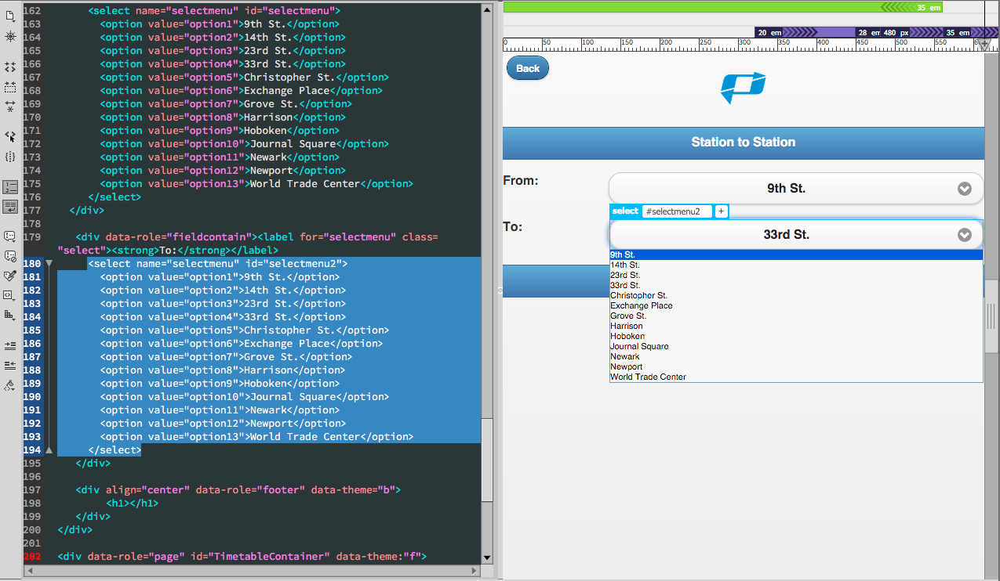 162 <select name="selectmenu" id="selectmenu">
163 <option value="option1">9th St.</option>
164 <option value="option2">14th St.</option>
165 <option value="option3">23rd St.</option>
166 <option value="option4">33rd St.</option>
167 <option value="option5">Christopher St.</option>
168 <option value="option6">Exchange Place</option>
169 <option value="option7">Grove St.</option>
170 <option value="option8">Harrison</option>
171 <option value="option9">Hoboken</option>
172 <option value="option10">Journal Square</option>
173 <option value="option11">Newark</option>
174 <option value="option12">Newport</option>
175 <option value="option13">World Trade Center</option>
176 </select>
177 </div>
178
179 <div data-role="fieldcontain"><label for="selectmenu" class=
"select"><strong>To:</strong></label>
180 <select name="selectmenu" id="selectmenu2">
181 <option value="option1">9th St.</option>
182 <option value="option2">14th St.</option>
183 <option value="option3">23rd St.</option>
184 <option value="option4">33rd St.</option>
185 <option value="option5">Christopher St.</option>
186 <option value="option6">Exchange Place</option>
187 <option value="option7">Grove St.</option>
188 <option value="option8">Harrison</option>
189 <option value="option9">Hoboken</option>
190 <option value="option10">Journal Square</option>
191 <option value="option11">Newark</option>
192 <option value="option12">Newport</option>
193 <option value="option13">World Trade Center</option>
194 </select>
195 </div>
196
197 <div align="center" data-role="footer" data-theme="b">
198 <h1></h1>
199 </div>
200 </div>
201
202 <div data-role="page" id="TimetableContainer" data-theme:"f">
35 em
20 em 28 em 480 px 35 em
0 50 100 150 200 250 300 350 400 450 500 550
Back
Station to Station
From:
9th St.
select #selectmenu2 +
To:
33rd St.
9th St.
14th St.
23rd St.
33rd St.
Christopher St.
Exchange Place
Grove St.
Harrison
Hoboken
Journal Square
Newark
Newport
World Trade Center